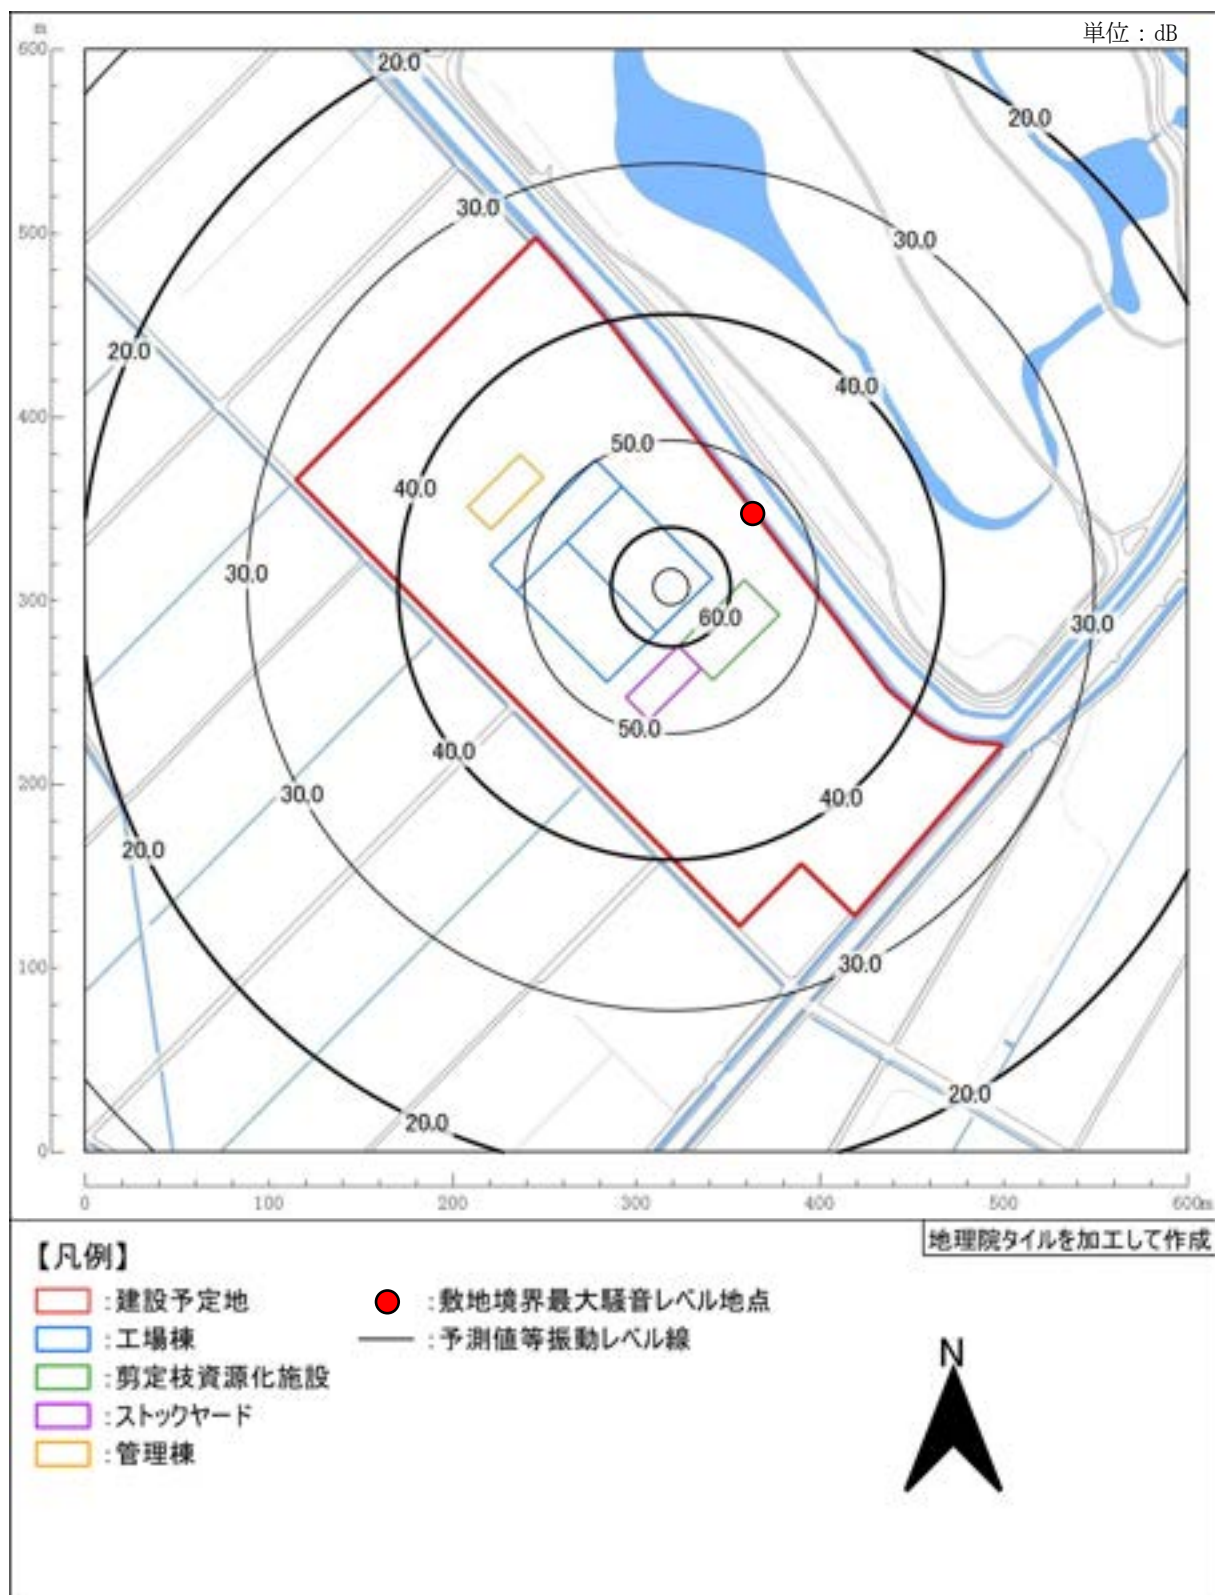 m
単位：dB
600
20.0
20.0
500
30.0
30.0
20.0
400
40.0
50.0
40.0
300
30.0
60.0
30.0
50.0
200
40.0
30.0
40.0
20.0
100
30.0
20.0
20.0
0
0 100 200 300 400 500 600m
地理院タイルを加工して作成
【凡例】
：建設予定地
：敷地境界最大騒音レベル地点
：工場棟
：予測値等振動レベル線
：剪定枝資源化施設
：ストックヤード
：管理棟
N